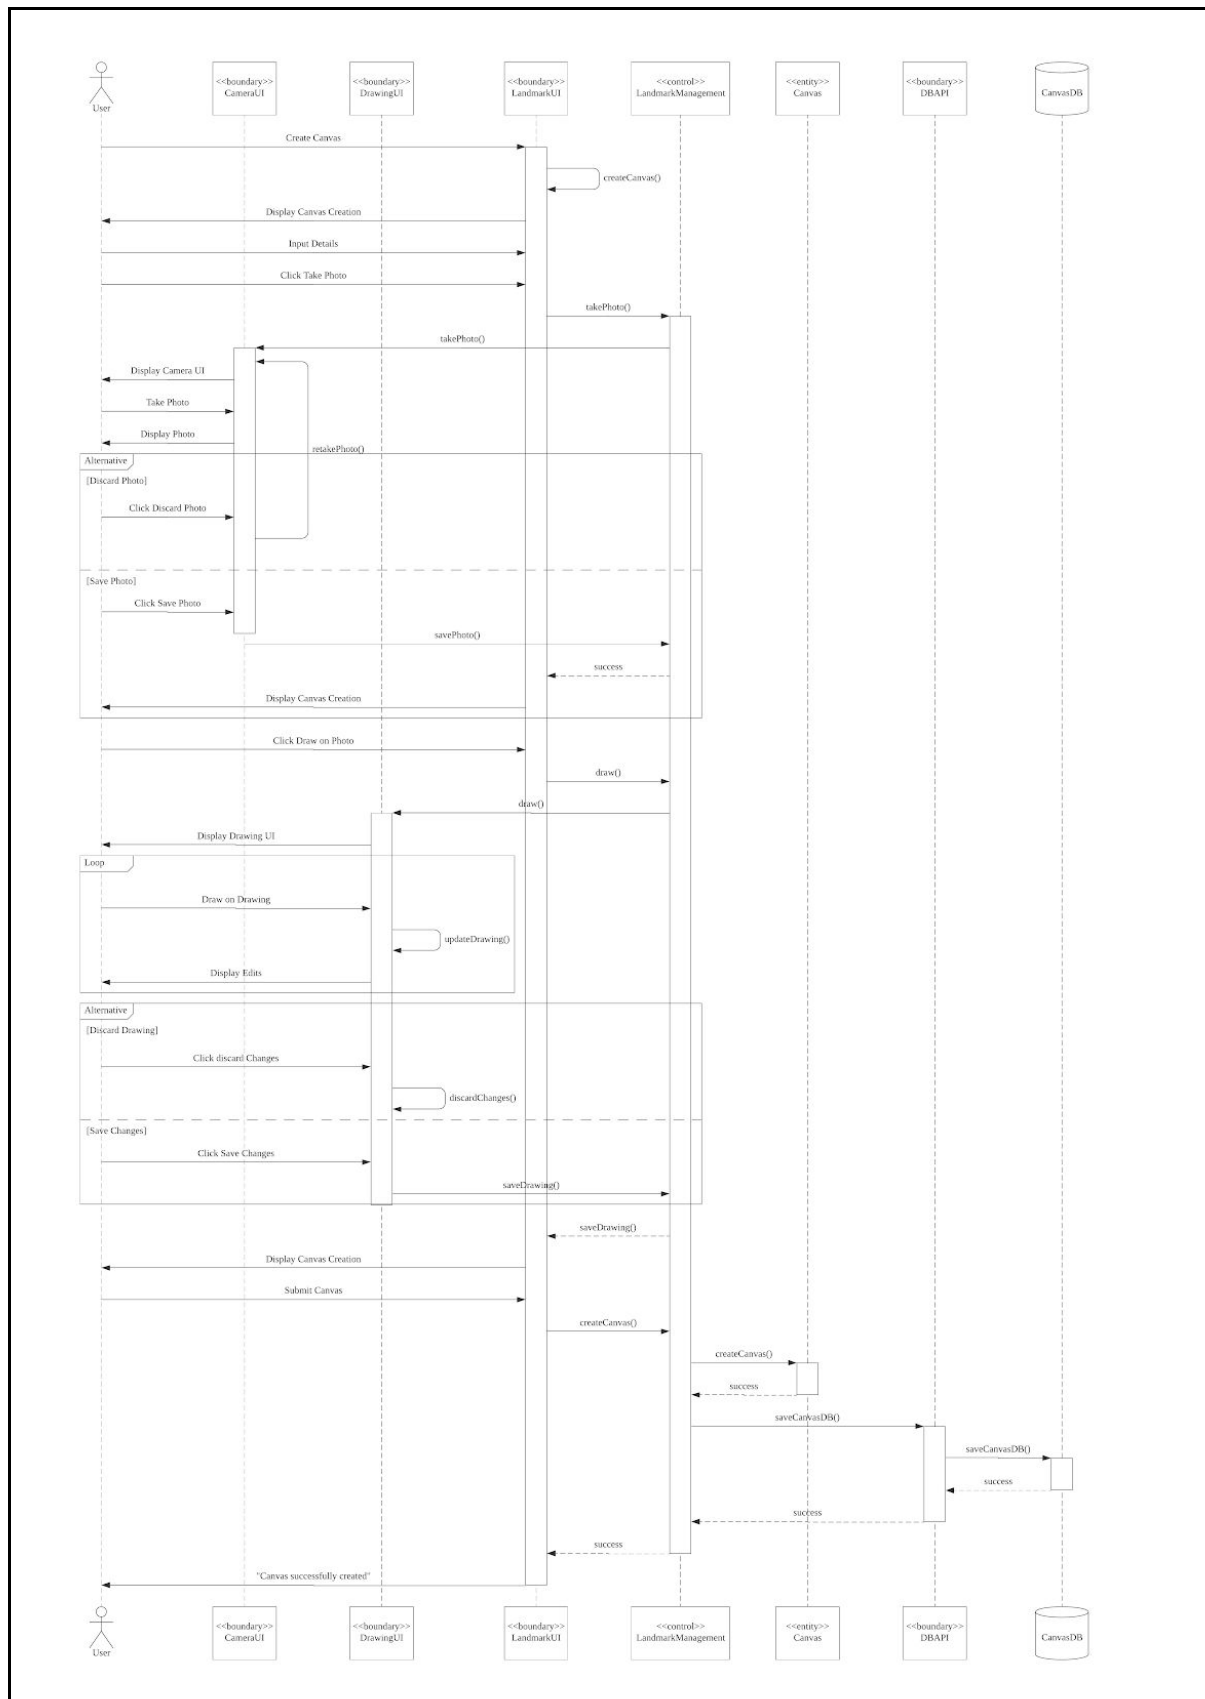 <<boundary>>
CameraUI
<<boundary>>
DrawingUI
<<boundary>>
LandmarkUI
<<control>>
LandmarkManagement
<<entity>>
Canvas
<<boundary>>
DBAPI
CanvasDB
User
Create Canvas
createCanvas()
Display Canvas Creation
Input Details
Click Take Photo
takePhoto()
takePhoto()
Display Camera UI
Take Photo
Display Photo
retakePhoto()
Alternative
[Discard Photo]
Click Discard Photo
[Save Photo]
Click Save Photo
savePhoto()
success
Display Canvas Creation
Click Draw on Photo
draw()
draw()
Display Drawing UI
Loop
Draw on Drawing
updateDrawing()
Display Edits
Alternative
[Discard Drawing]
Click discard Changes
discardChanges()
[Save Changes]
Click Save Changes
saveDrawing()
saveDrawing()
Display Canvas Creation
Submit Canvas
createCanvas()
createCanvas()
success
saveCanvasDB()
saveCanvasDB()
success
success
success
"Canvas successfully created"
<<boundary>>
CameraUI
<<boundary>>
DrawingUI
<<boundary>>
LandmarkUI
<<control>>
LandmarkManagement
<<entity>>
Canvas
<<boundary>>
DBAPI
CanvasDB
User